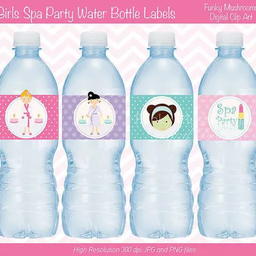 Girls Spa Party Water Bottle Labels
Funky Mushroom
Digital Clip Art
Spa
Party
High Resolution 300 dpi JPG and PNG files